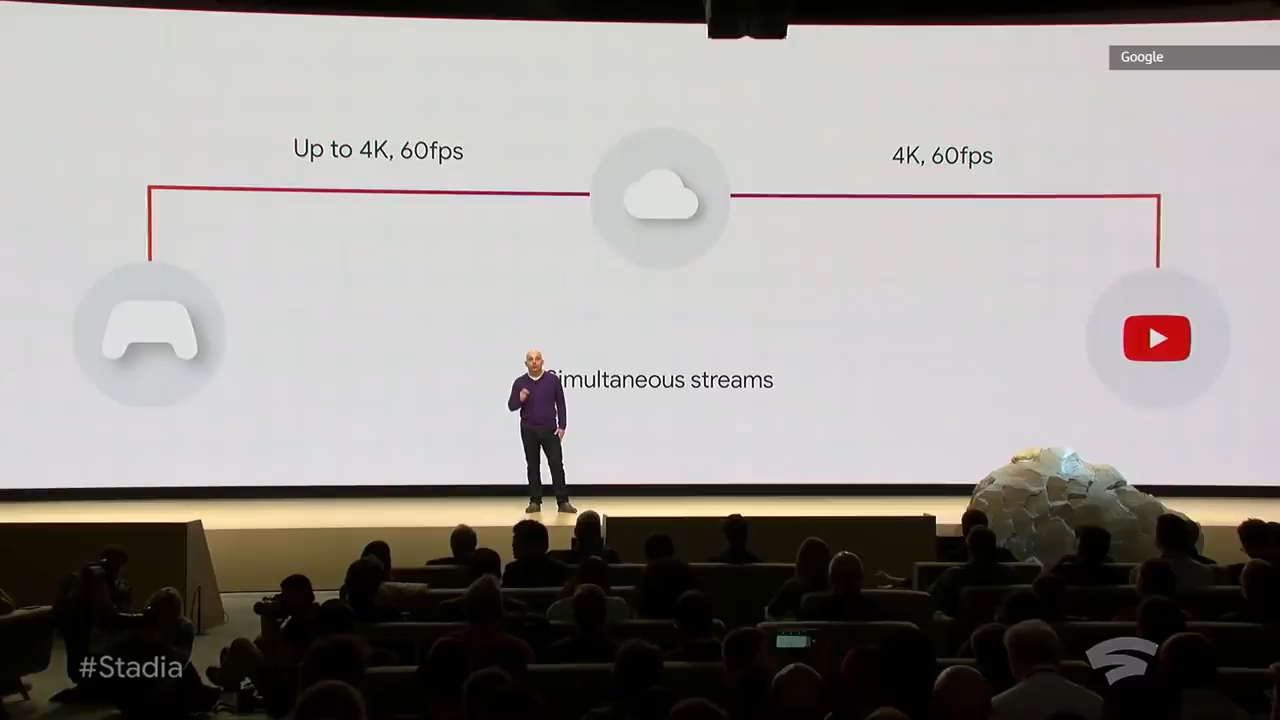 Google
Up to 4K, 60fps
4K, 60fps
Simultaneous streams
#Stadia